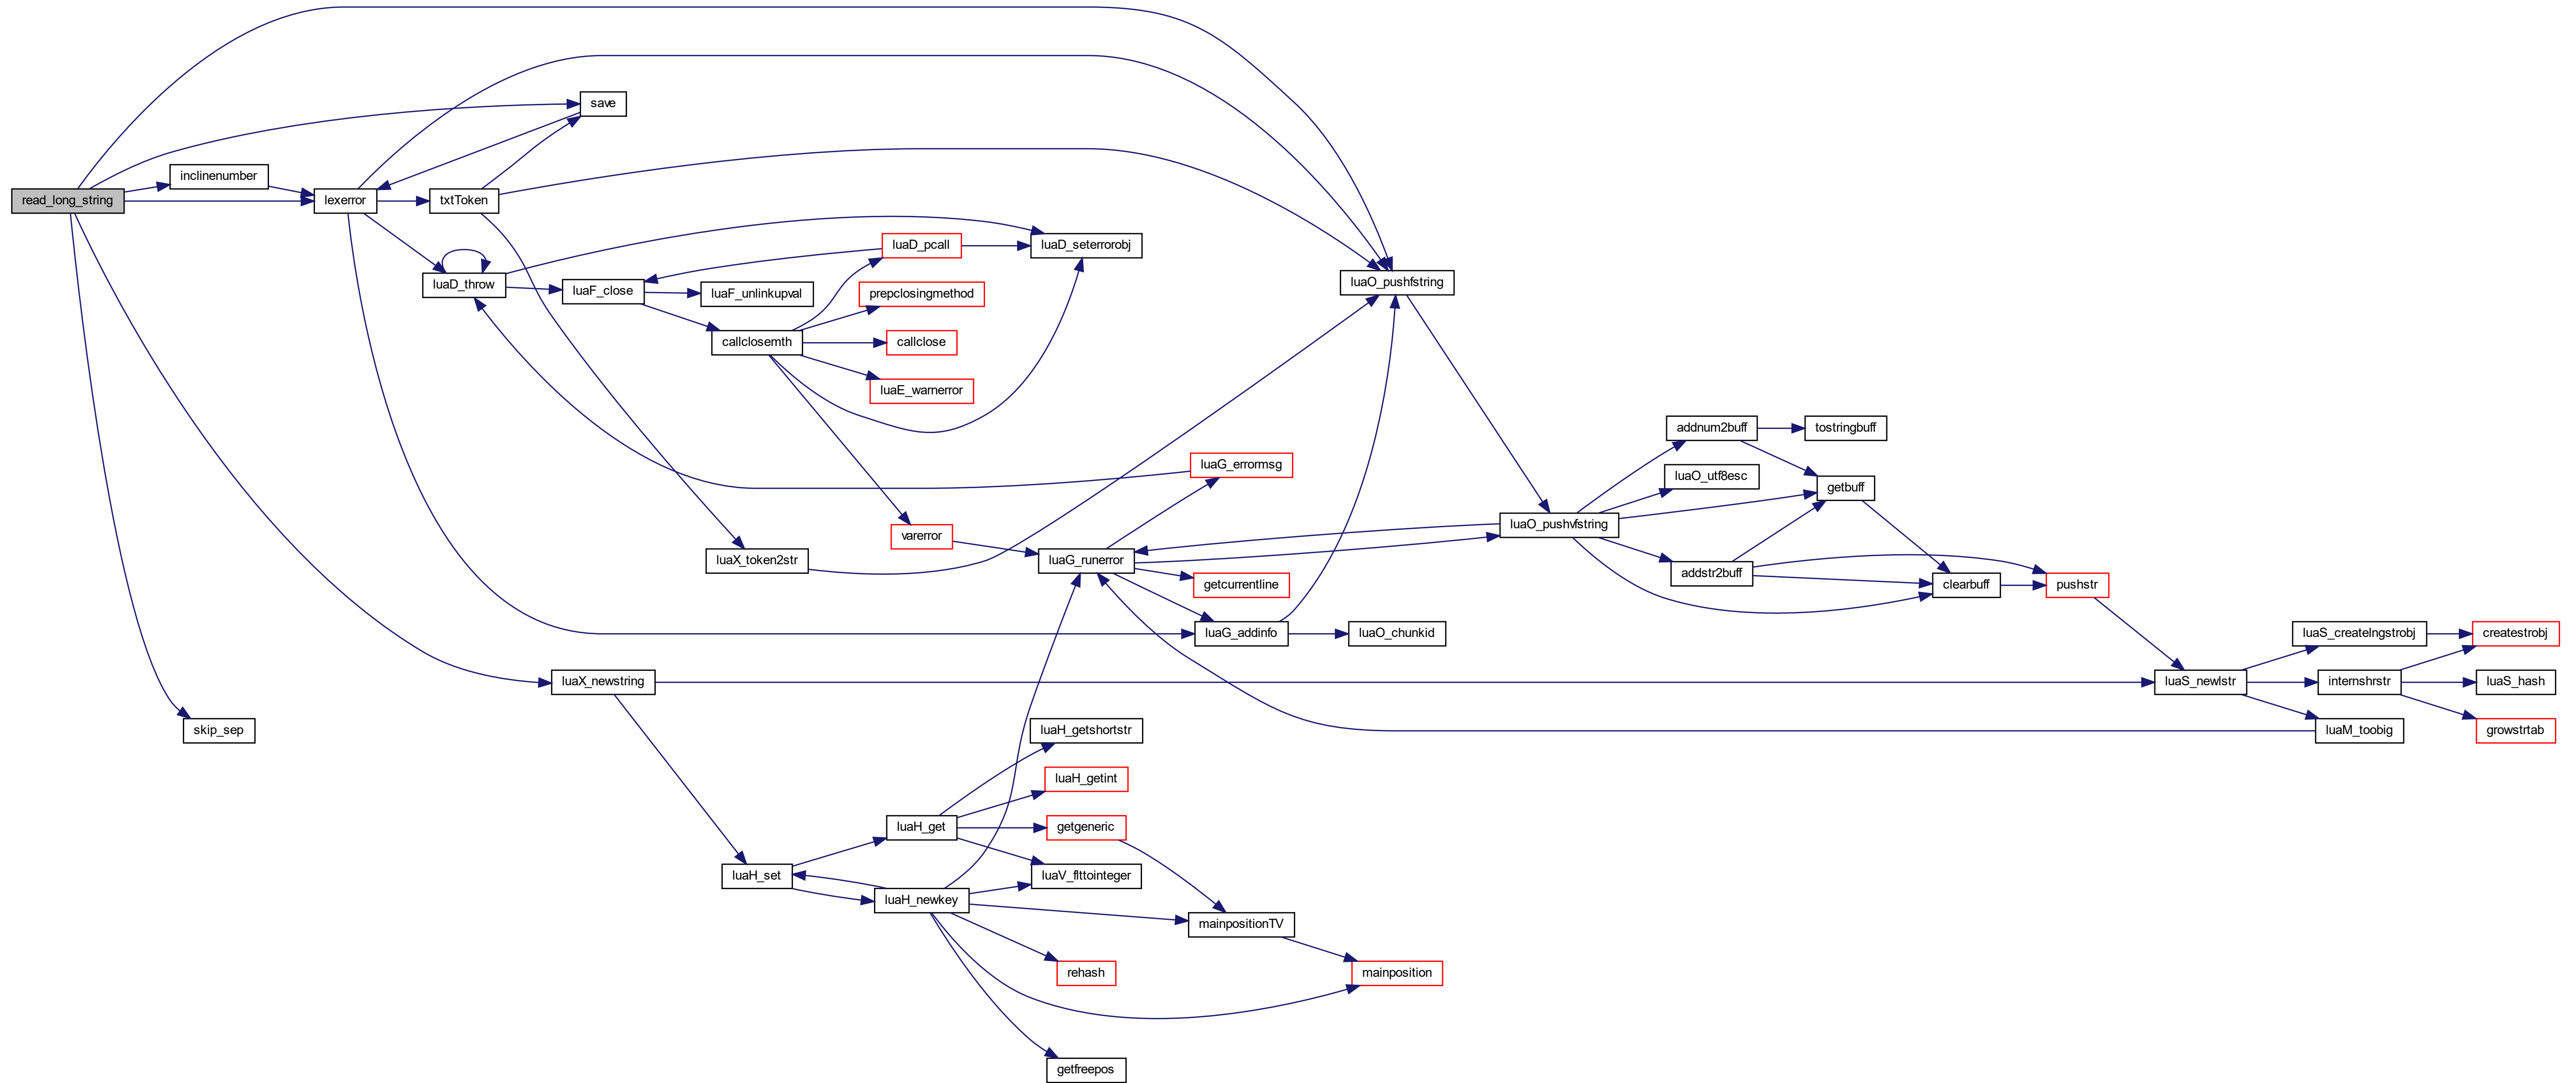 save
inclinenumber
read_long_string
lexerror
txtToken
luaD_pcall
luaD_seterrorobj
luaD_throw
luaF_close
luaF_unlinkupval
prepclosingmethod
luaO_pushfstring
callclosemth
callclose
luaE_warnerror
addnum2buff
tostringbuff
luaG_errormsg
luaO_utf8esc
getbuff
varerror
luaO_pushvfstring
luaX_token2str
luaG_runerror
getcurrentline
addstr2buff
clearbuff
pushstr
luaG_addinfo
luaO_chunkid
luaS_createlngstrobj
createstrobj
luaX_newstring
luaS_newlstr
internshrstr
luaS_hash
skip_sep
luaH_getshortstr
luaM_toobig
growstrtab
luaH_getint
luaH_get
getgeneric
luaH_set
luaV_flttointeger
luaH_newkey
mainpositionTV
rehash
mainposition
getfreepos